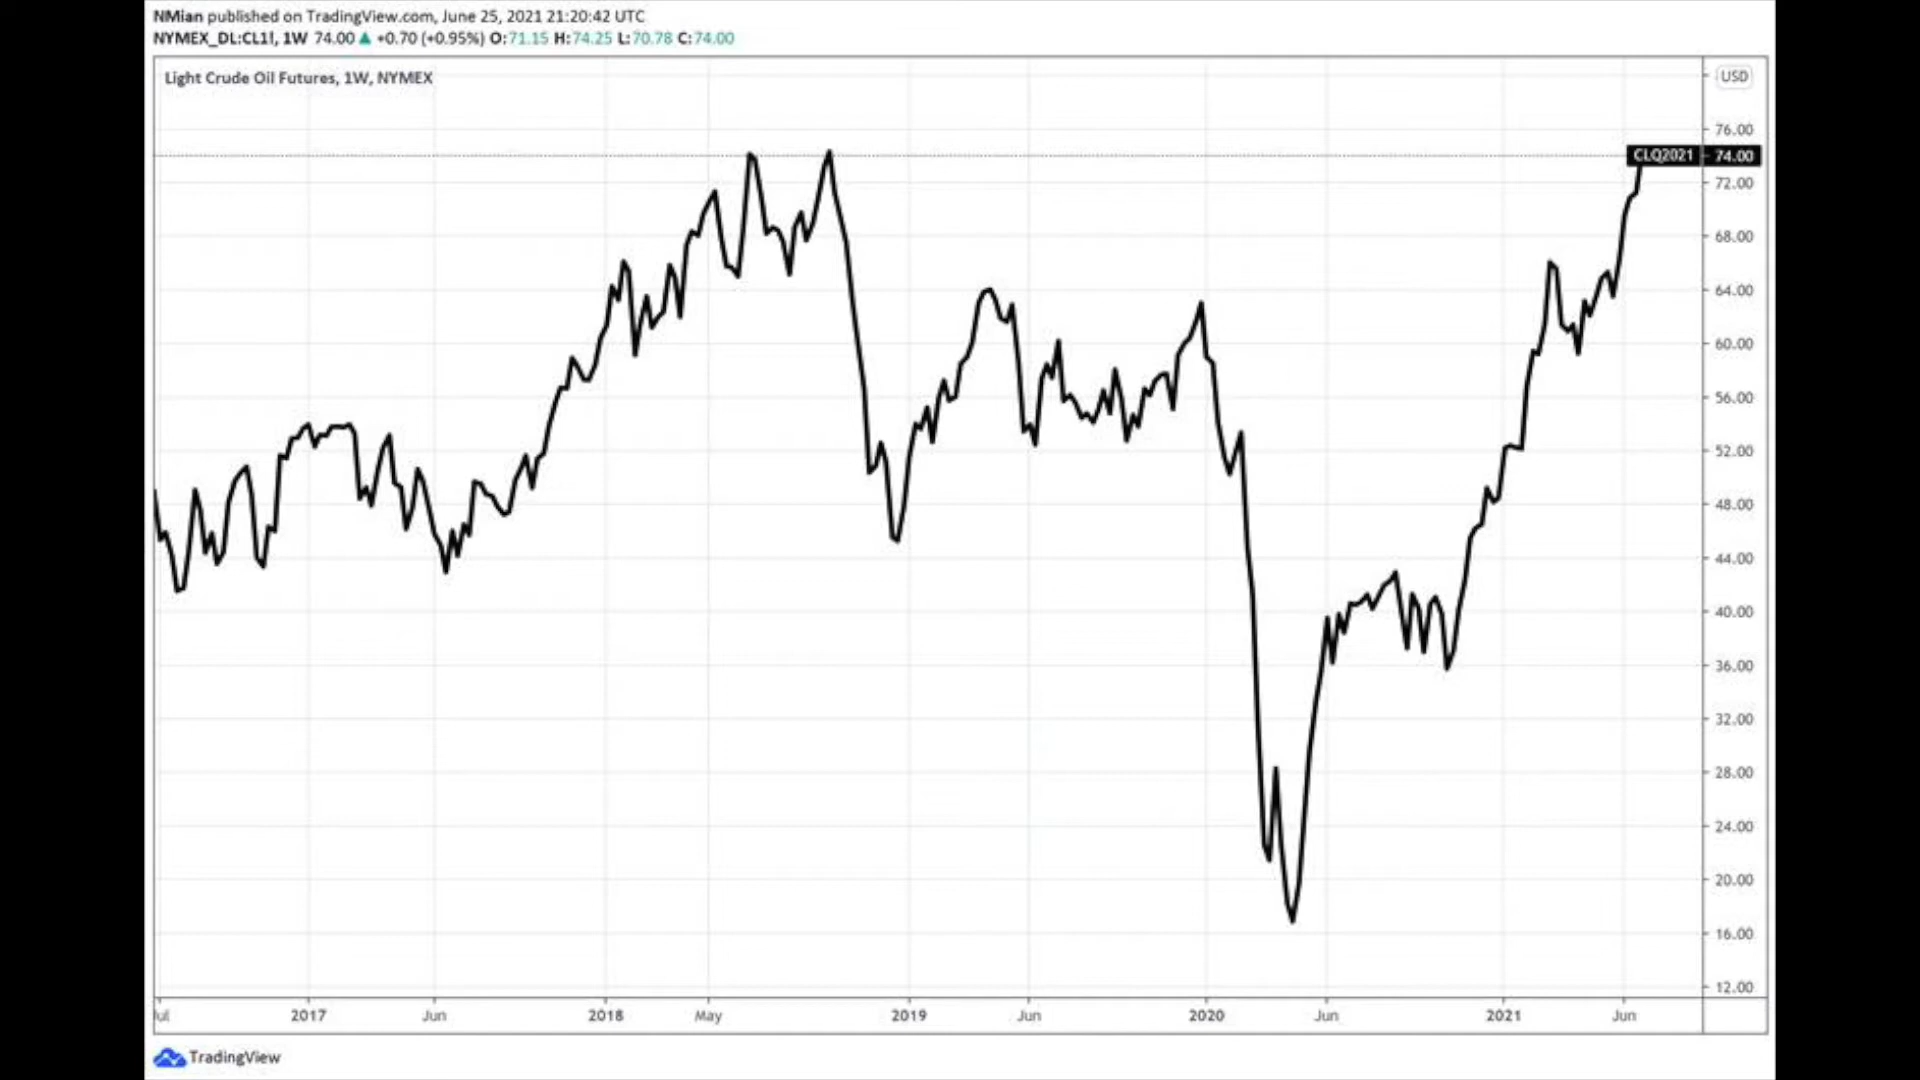 NMian published on TradingView.com, June 25, 2021 21:20:42 UTC
NYMEX_DL:CL1!, 1W 74.00 ▲ +0.70 (+0.95%) O:71.15 H:74.25 L:70.78 C:74.00
Light Crude Oil Futures, 1W, NYMEX
USD
76.00
CLQ2021 74.00
72.00
68.00
64.00
60.00
56.00
52.00
48.00
44.00
40.00
36.00
32.00
28.00
24.00
20.00
16.00
12.00
Jul 2017 Jun 2018 May 2019 Jun 2020 Jun 2021 Jun
TradingView